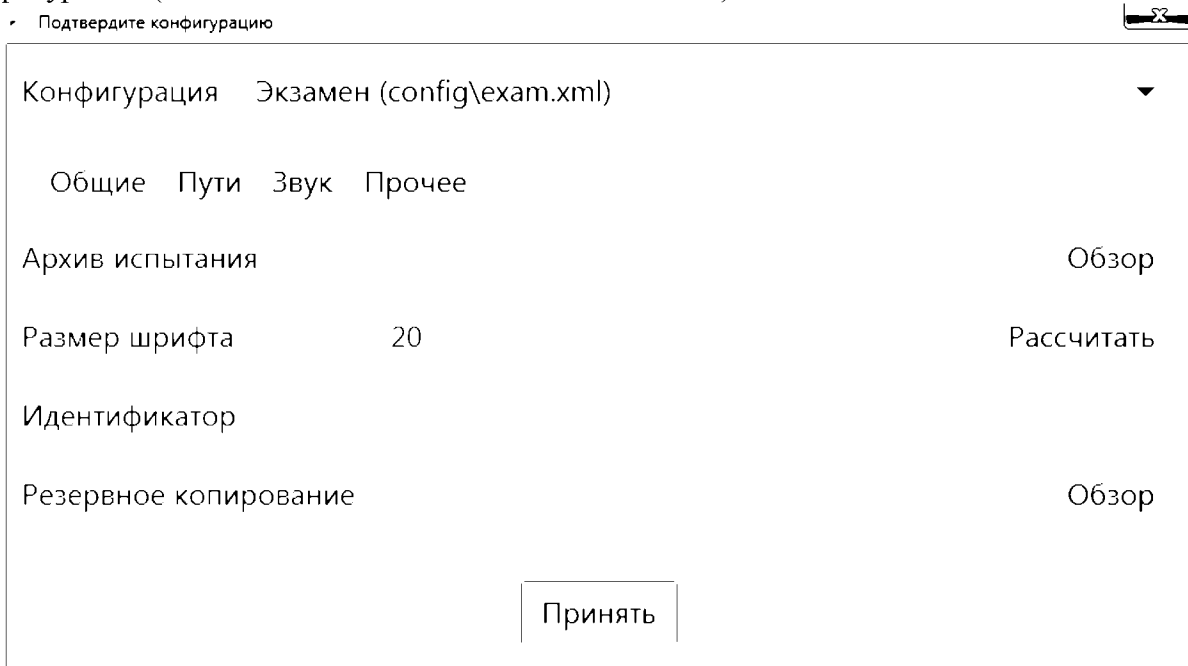 Подтвердите конфигурацию
Конфигурация Экзамен (config\exam.xml)
Общие Пути Звук Прочее
Архив испытания Обзор
Размер шрифта 20 Рассчитать
Идентификатор
Резервное копирование Обзор
Принять